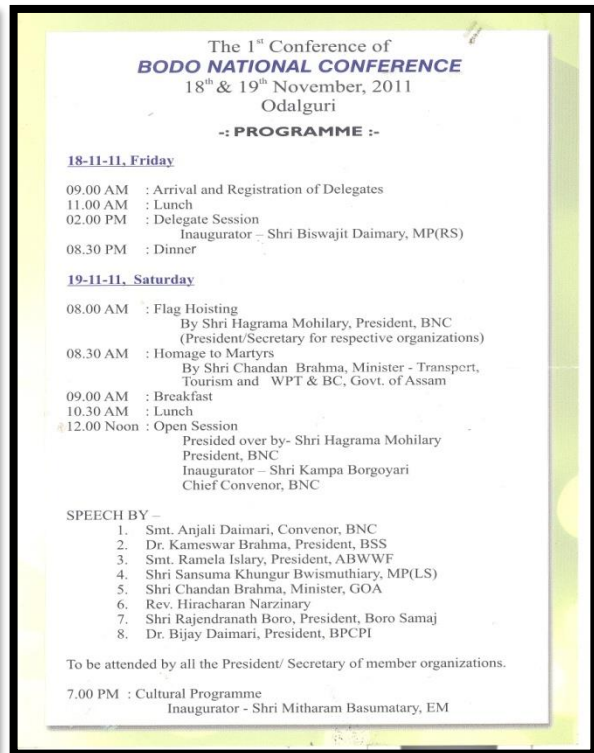 The 1st Conference of
BODO NATIONAL CONFERENCE
18th & 19th November, 2011
Odalguri
-: PROGRAMME :-
18-11-11, Friday
09.00 AM : Arrival and Registration of Delegates
11.00 AM : Lunch
02.00 PM : Delegate Session
Inaugurator – Shri Biswajit Daimary, MP(RS)
08.30 PM : Dinner
19-11-11, Saturday
08.00 AM : Flag Hoisting
By Shri Hagrama Mohilary, President, BNC
(President/Secretary for respective organizations)
08.30 AM : Homage to Martyrs
By Shri Chandan Brahma, Minister - Transport,
Tourism and WPT & BC, Govt. of Assam
09.00 AM : Breakfast
10.30 AM : Lunch
12.00 Noon : Open Session
Presided over by- Shri Hagrama Mohilary
President, BNC
Inaugurator – Shri Kampa Borgoyari
Chief Convenor, BNC
SPEECH BY –
1. Smt. Anjali Daimari, Convenor, BNC
2. Dr. Kameswar Brahma, President, BSS
3. Smt. Ramela Islary, President, ABWWF
4. Shri Sansuma Khungur Bwismuthiary, MP(LS)
5. Shri Chandan Brahma, Minister, GOA
6. Rev. Hiracharan Narzinary
7. Shri Rajendranath Boro, President, Boro Samaj
8. Dr. Bijay Daimari, President, BPCPI
To be attended by all the President/ Secretary of member organizations.
7.00 PM : Cultural Programme
Inaugurator - Shri Mitharam Basumatary, EM